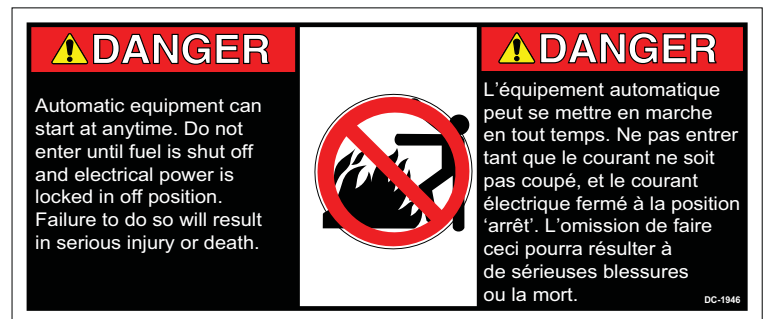 DANGER
Automatic equipment can
start at anytime. Do not
enter until fuel is shut off
and electrical power is
locked in off position.
Failure to do so will result
in serious injury or death.
DANGER
L’équipement automatique
peut se mettre en marche
en tout temps. Ne pas entrer
tant que le courant ne soit
pas coupé, et le courant
électrique fermé à la position
‘arrêt’. L’omission de faire
ceci pourra résulter à
de sérieuses blessures
ou la mort.
DC-1946